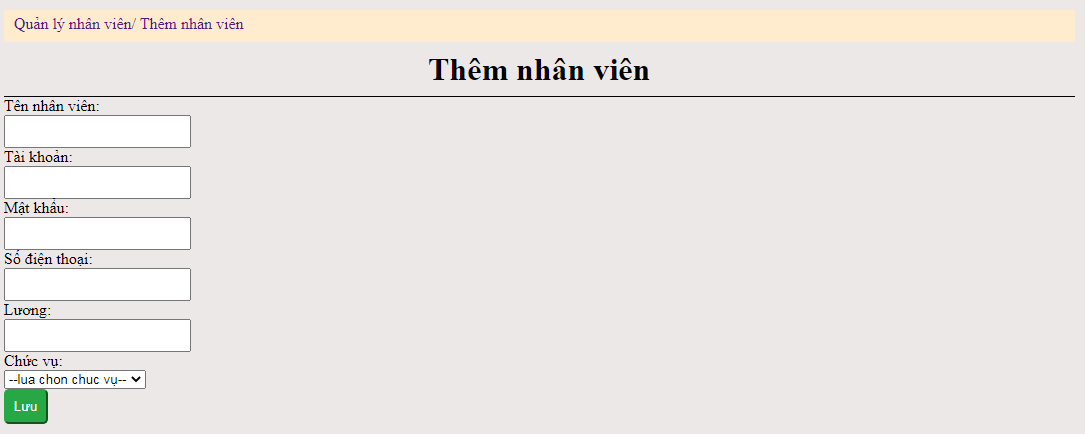 Quản lý nhân viên/ Thêm nhân viên
Thêm nhân viên
Tên nhân viên:
Tài khoản:
Mật khẩu:
Số điện thoại:
Lương:
Chức vụ:
--lua chon chuc vụ--
Lưu